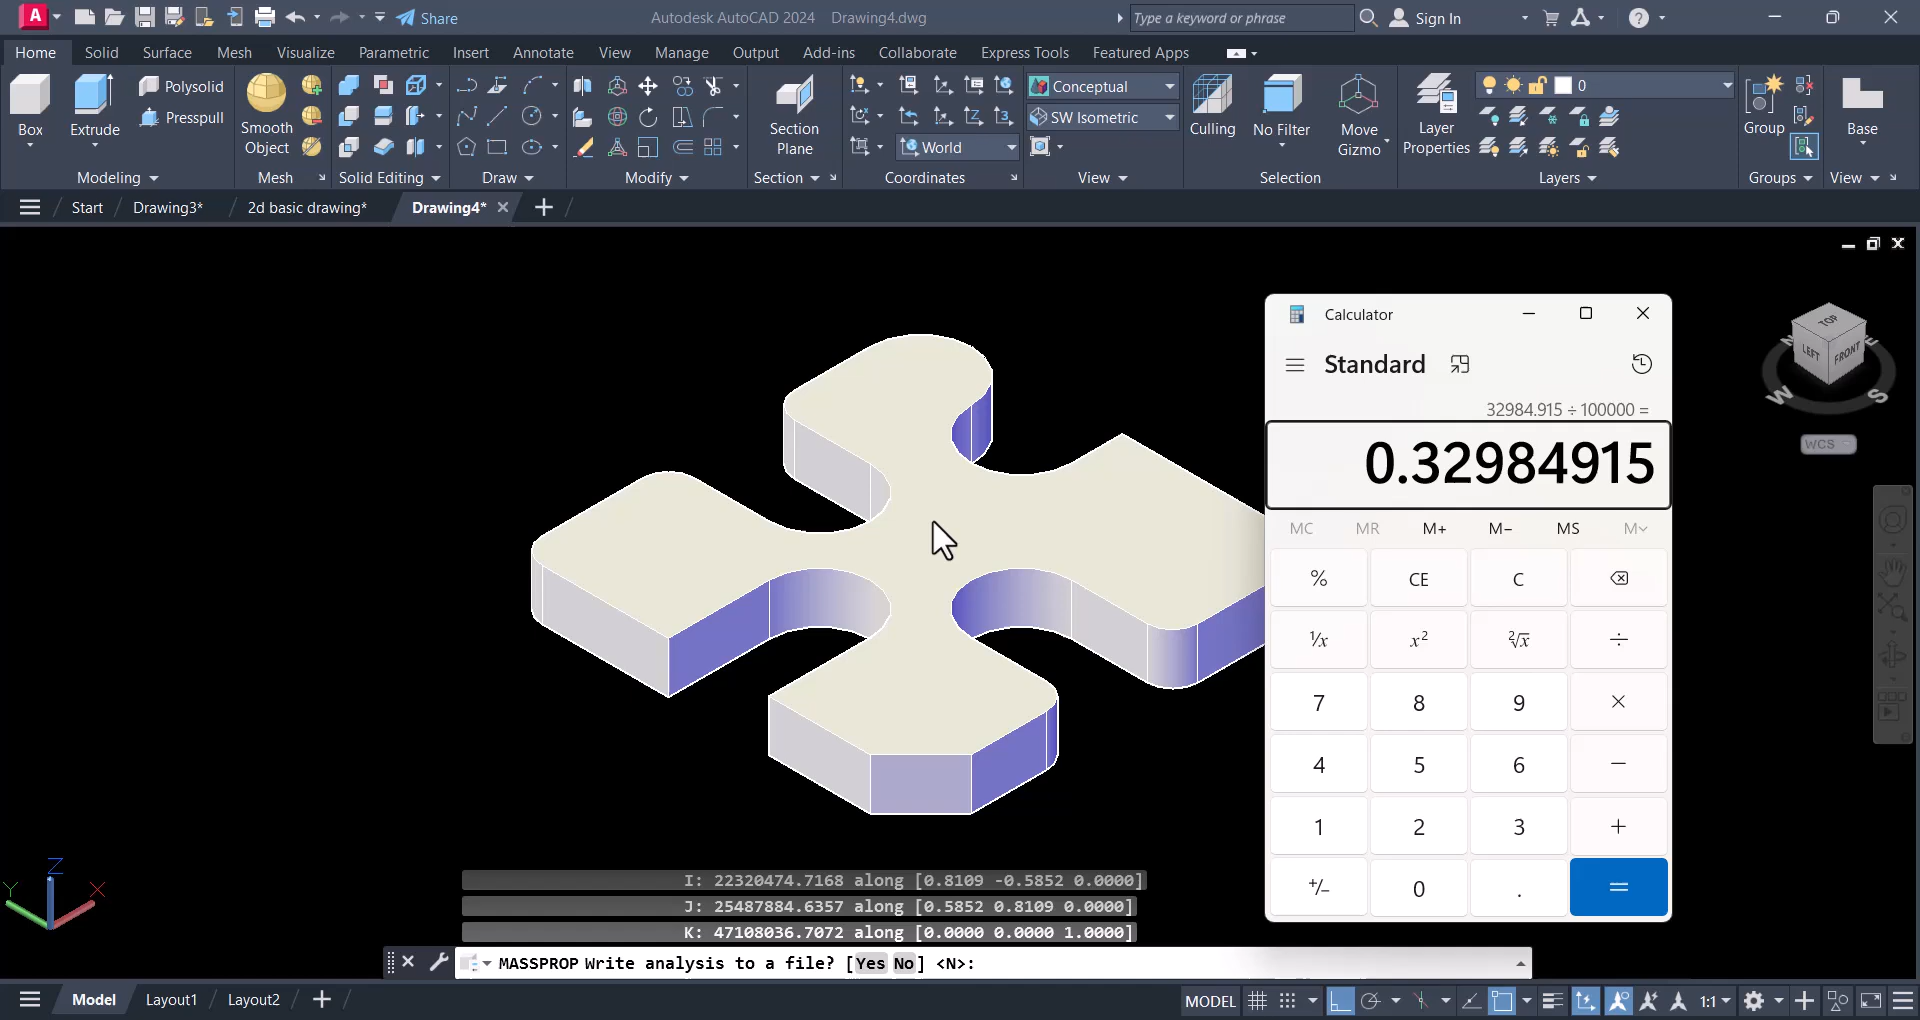 A
Share
Autodesk AutoCAD 2024 Drawing4.dwg
Type a keyword or phrase
Sign In
?
Home Solid Surface Mesh Visualize Parametric Insert Annotate View Manage Output Add-ins Collaborate Express Tools Featured Apps
Box
Extrude
Polysolid
Presspull
Smooth
Object
Section
Plane
World
Conceptual
SW Isometric
Culling
No Filter
Move
Gizmo
Layer
Properties
0
Group
Base
Modeling
Mesh
Solid Editing
Draw
Modify
Section
Coordinates
View
Selection
Layers
Groups
View
Start
Drawing3*
2d basic drawing*
Drawing4*
TOP
LEFT
FRONT
N
E
W
S
WCS
Calculator
Standard
32984.915 ÷ 100000 =
0.32984915
MC MR M+ M− MS M
% CE C
¹⁄x x² ²√x ÷
7 8 9 ×
4 5 6 −
1 2 3 +
+/− 0 . =
Z
Y
X
I: 22320474.7168 along [0.8109 -0.5852 0.0000]
J: 25487884.6357 along [0.5852 0.8109 0.0000]
K: 47108036.7072 along [0.0000 0.0000 1.0000]
MASSPROP Write analysis to a file? [Yes No] <N>:
Model Layout1 Layout2
MODEL
1:1